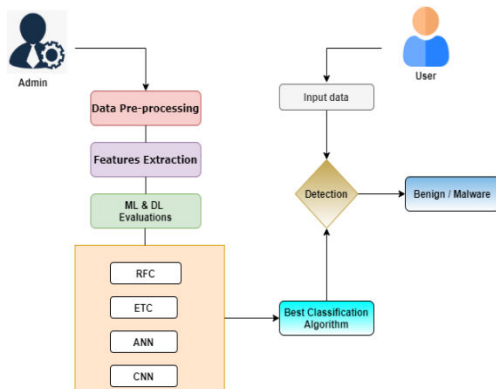 Admin
User
Data Pre-processing
Input data
Features Extraction
ML & DL
Evaluations
Detection
Benign / Malware
RFC
ETC
ANN
CNN
Best Classification
Algorithm